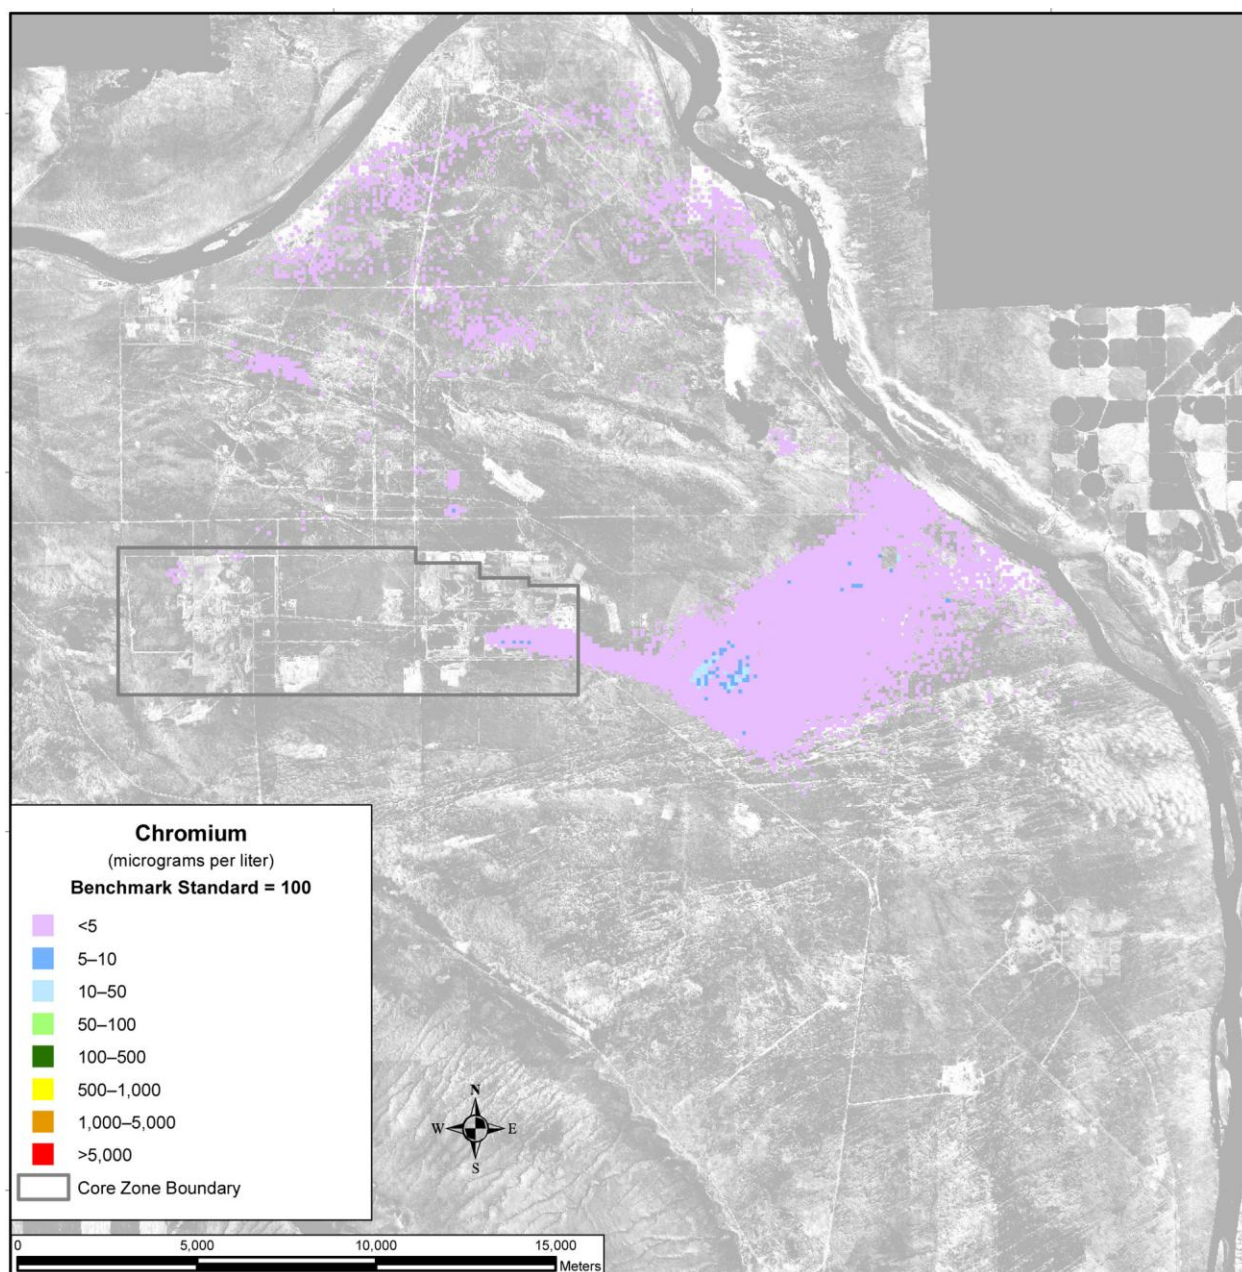 N
W E
S
Chromium
(micrograms per liter)
Benchmark Standard = 100
<5
5–10
10–50
50–100
100–500
500–1,000
1,000–5,000
>5,000
Core Zone Boundary
0 5,000 10,000 15,000
Meters